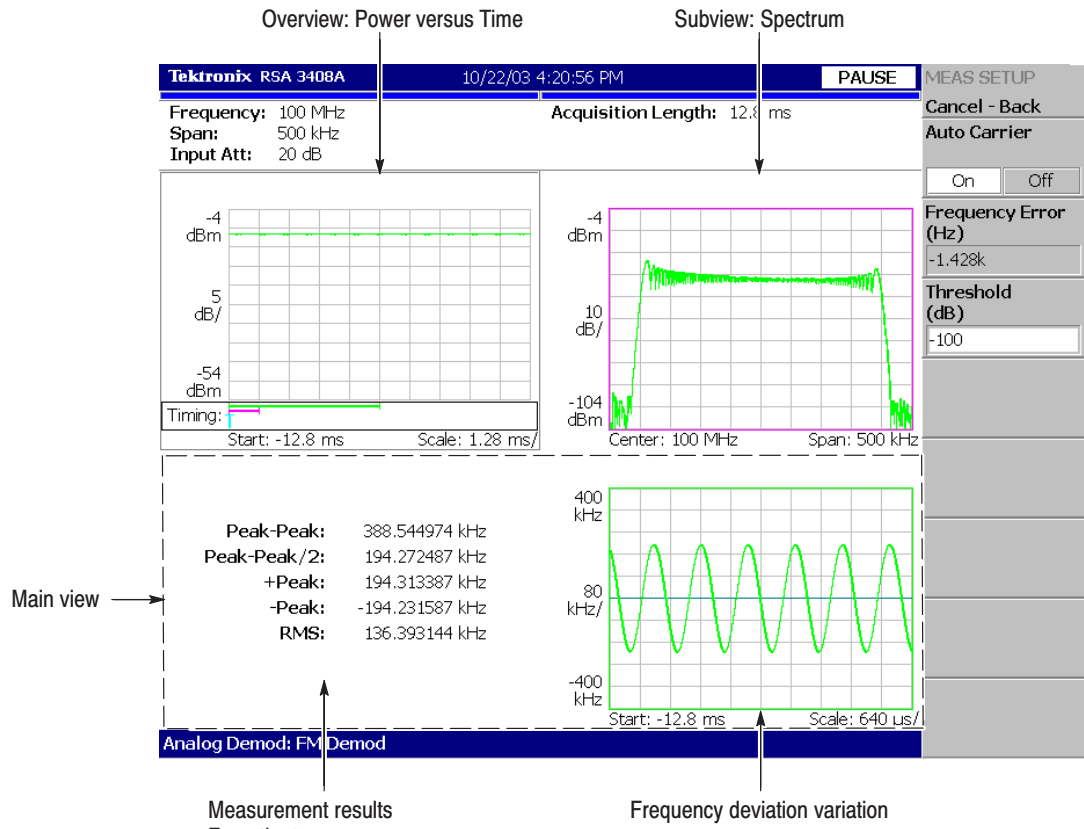 Overview: Power versus Time
Subview: Spectrum
Tektronix RSA 3408A
10/22/03 4:20:56 PM
PAUSE
MEAS SETUP
Frequency: 100 MHz
Span: 500 kHz
Input Att: 20 dB
Acquisition Length: 12.8 ms
Cancel - Back
Auto Carrier
On Off
Frequency Error
(Hz)
-1.428k
Threshold
(dB)
-100
-4
dBm
5
dB/
-54
dBm
Timing:
Start: -12.8 ms
Scale: 1.28 ms/
-4
dBm
10
dB/
-104
dBm
Center: 100 MHz
Span: 500 kHz
Main view
Peak-Peak: 388.544974 kHz
Peak-Peak/2: 194.272487 kHz
+Peak: 194.313387 kHz
-Peak: -194.231587 kHz
RMS: 136.393144 kHz
400
kHz
80
kHz/
-400
kHz
Start: -12.8 ms
Scale: 640 µs/
Analog Demod: FM Demod
Measurement results
Frequency deviation variation